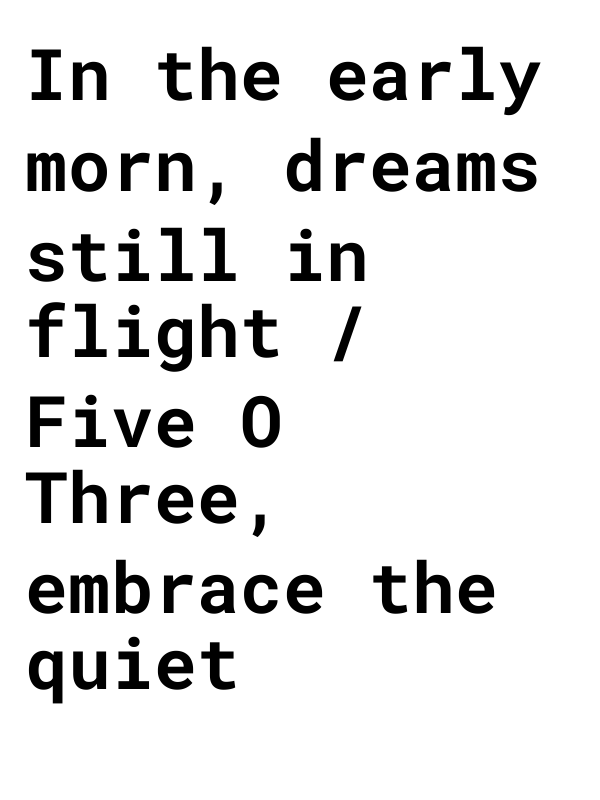 In the early
morn, dreams
still in
flight /
Five O
Three,
embrace the
quiet